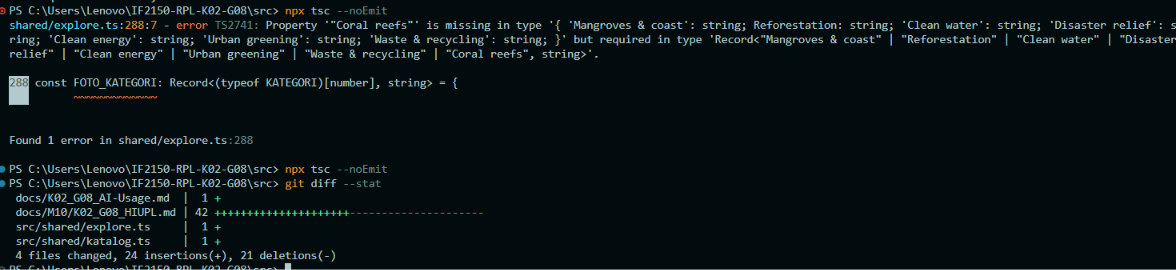 PS C:\Users\Lenovo\IF2150-RPL-K02-G08\src> npx tsc --noEmit
shared/explore.ts:288:7 - error TS2741: Property '"Coral reefs"' is missing in type '{ 'Mangroves & coast': string; Reforestation: string; 'Clean water': string; 'Disaster relief': s
ring; 'Clean energy': string; 'Urban greening': string; 'Waste & recycling': string; }' but required in type 'Record<"Mangroves & coast" | "Reforestation" | "Clean water" | "Disaster
relief" | "Clean energy" | "Urban greening" | "Waste & recycling" | "Coral reefs", string>'.
288 const FOTO_KATEGORI: Record<(typeof KATEGORI)[number], string> = {
~~~~~~~~~~~~~
Found 1 error in shared/explore.ts:288
PS C:\Users\Lenovo\IF2150-RPL-K02-G08\src> npx tsc --noEmit
PS C:\Users\Lenovo\IF2150-RPL-K02-G08\src> git diff --stat
docs/K02_G08_AI-Usage.md | 1 +
docs/M10/K02_G08_HIUPL.md | 42 +++++++++++++++++++++---------------------
src/shared/explore.ts | 1 +
src/shared/katalog.ts | 1 +
4 files changed, 24 insertions(+), 21 deletions(-)
PS C:\Users\Lenovo\IF2150-RPL-K02-G08\src>